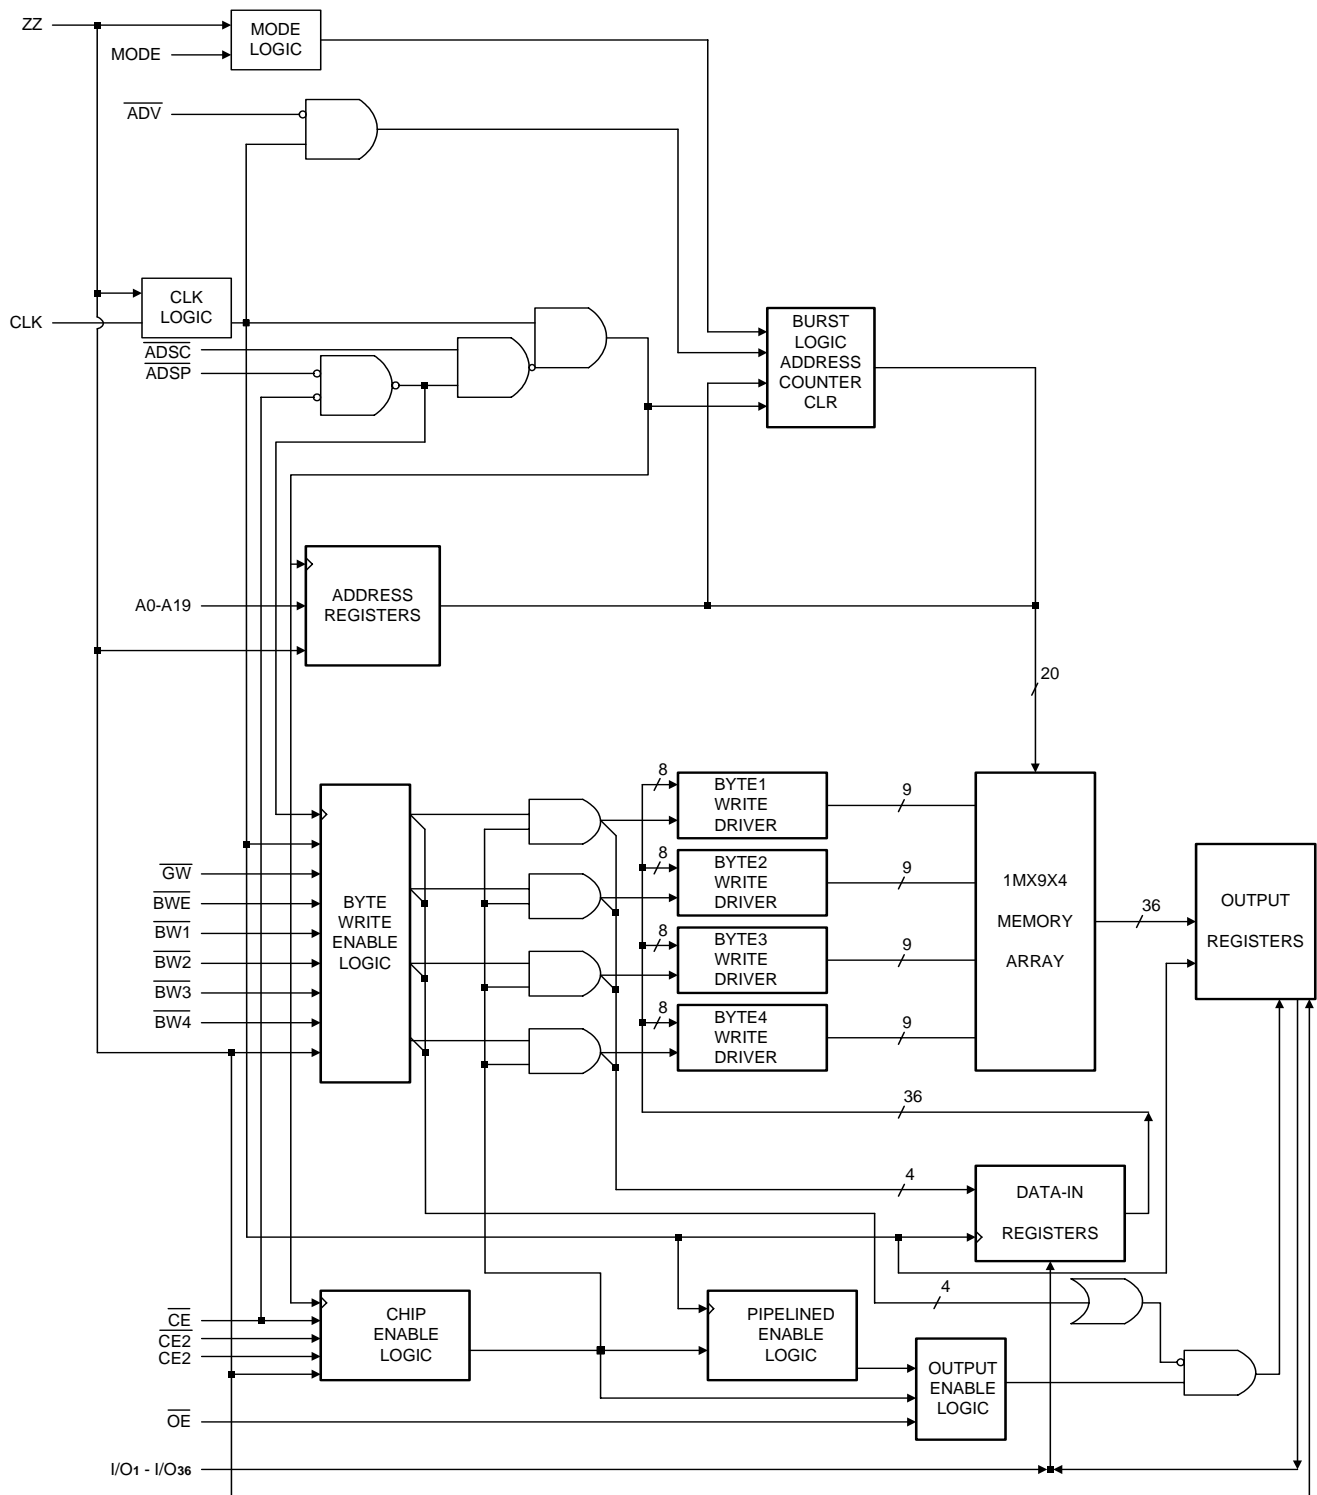 ZZ
MODE
MODE
LOGIC
ADV
CLK
CLK
LOGIC
ADSC
ADSP
BURST
LOGIC
ADDRESS
COUNTER
CLR
A0-A19
ADDRESS
REGISTERS
20
GW
BWE
BW1
BW2
BW3
BW4
BYTE
WRITE
ENABLE
LOGIC
8
BYTE1
WRITE
DRIVER
9
8
BYTE2
WRITE
DRIVER
9
8
BYTE3
WRITE
DRIVER
9
8
BYTE4
WRITE
DRIVER
9
1MX9X4
MEMORY
ARRAY
36
OUTPUT
REGISTERS
36
4
DATA-IN
REGISTERS
4
CE
CE2
CE2
CHIP
ENABLE
LOGIC
PIPELINED
ENABLE
LOGIC
OUTPUT
ENABLE
LOGIC
OE
I/O1 - I/O36